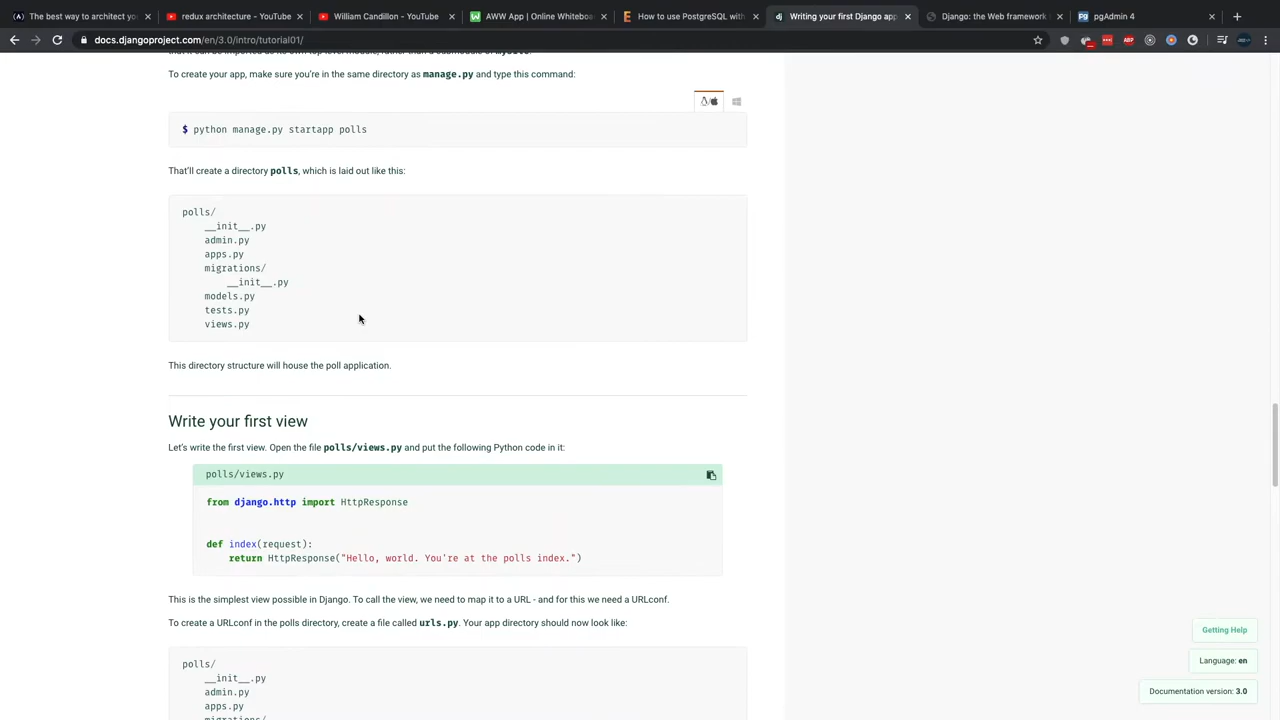 The best way to architect yo
redux architecture - YouTube
William Candillon - YouTube
AWW App | Online Whiteboa
How to use PostgreSQL with
Writing your first Django app
Django: the Web framework
pgAdmin 4
docs.djangoproject.com/en/3.0/intro/tutorial01/
To create your app, make sure you're in the same directory as manage.py and type this command:
$ python manage.py startapp polls
That'll create a directory polls, which is laid out like this:
polls/
__init__.py
admin.py
apps.py
migrations/
__init__.py
models.py
tests.py
views.py
This directory structure will house the poll application.
Write your first view
Let's write the first view. Open the file polls/views.py and put the following Python code in it:
polls/views.py
from django.http import HttpResponse
def index(request):
return HttpResponse("Hello, world. You're at the polls index.")
This is the simplest view possible in Django. To call the view, we need to map it to a URL - and for this we need a URLconf.
To create a URLconf in the polls directory, create a file called urls.py. Your app directory should now look like:
polls/
__init__.py
admin.py
apps.py
migrations/
Getting Help
Language: en
Documentation version: 3.0